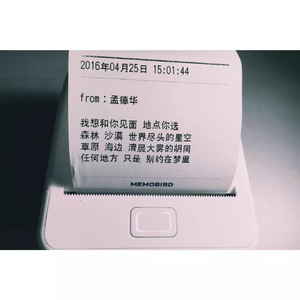 2016年04月25日 15:01:44
from：孟德华
我想和你见面 地点你选
森林 沙漠 世界尽头的星空
草原 海边 清晨大雾的胡同
任何地方 只是 别约在梦里
MEMOBIRD